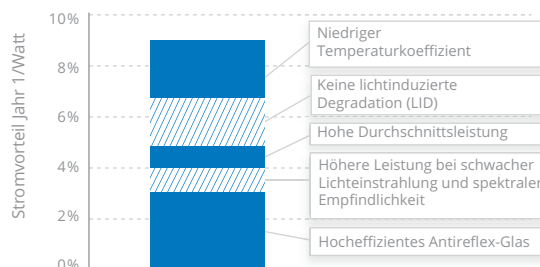 Stromvorteil Jahr 1/Watt
10%
8%
6%
4%
2%
0%
Niedriger
Temperaturkoeffizient
Keine lichtinduzierte
Degradation (LID)
Hohe Durchschnittsleistung
Höhere Leistung bei schwacher
Lichteinstrahlung und spektraler
Empfindlichkeit
Hocheffizientes Antireflex-Glas